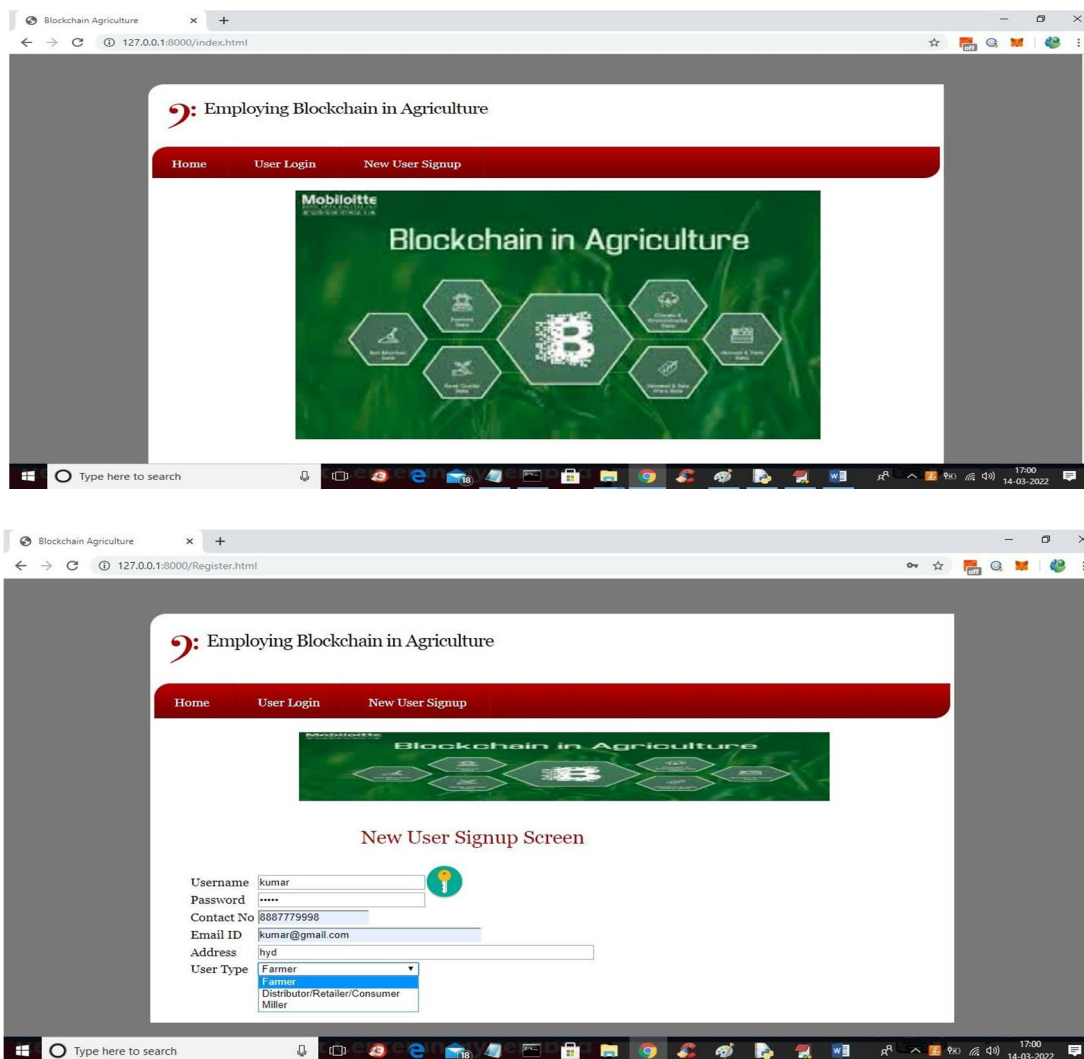 Blockchain Agriculture
127.0.0.1:8000/index.html
Employing Blockchain in Agriculture
Home User Login New User Signup
Mobiloitte
Blockchain in Agriculture
Type here to search
18
17:00
14-03-2022
Blockchain Agriculture
127.0.0.1:8000/Register.html
Employing Blockchain in Agriculture
Home User Login New User Signup
Mobiloitte
Blockchain in Agriculture
New User Signup Screen
Username kumar
Password •••••
Contact No 8887779998
Email ID kumar@gmail.com
Address hyd
User Type Farmer
Farmer
Distributor/Retailer/Consumer
Miller
Type here to search
18
17:00
14-03-2022